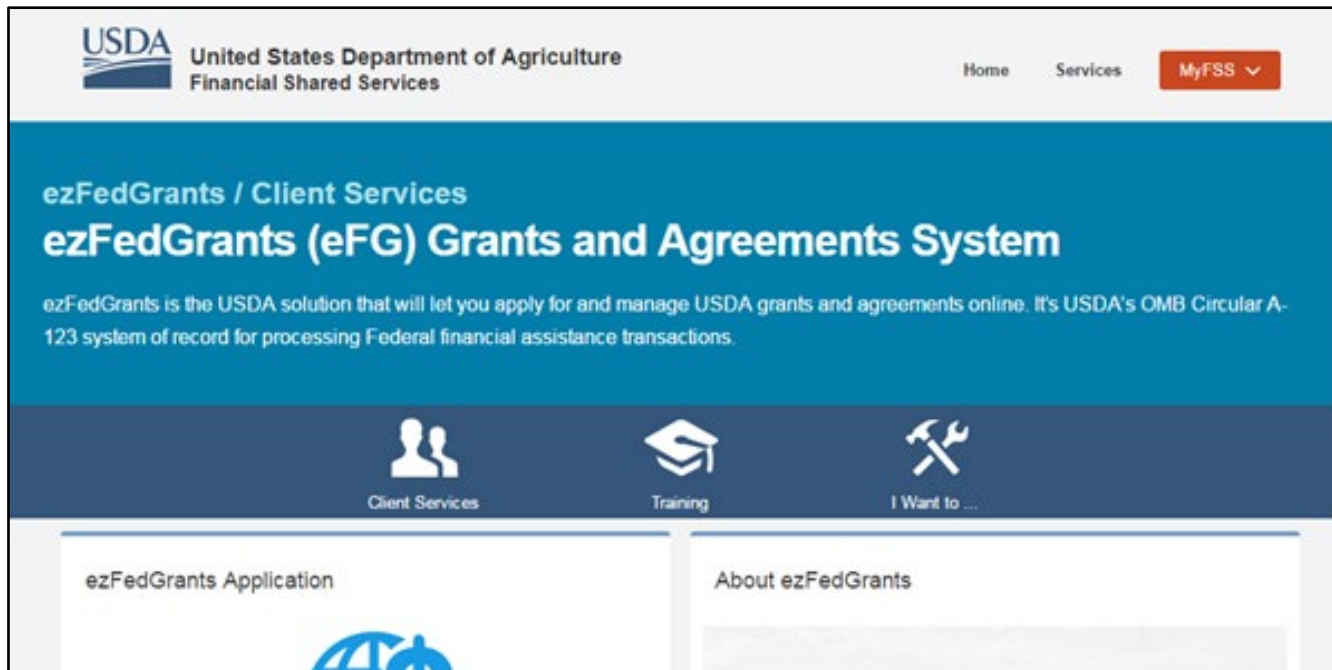 USDA
United States Department of Agriculture
Financial Shared Services
Home Services MyFSS
ezFedGrants / Client Services
ezFedGrants (eFG) Grants and Agreements System
ezFedGrants is the USDA solution that will let you apply for and manage USDA grants and agreements online. It's USDA's OMB Circular A-
123 system of record for processing Federal financial assistance transactions.
Client Services Training I Want to ...
ezFedGrants Application About ezFedGrants